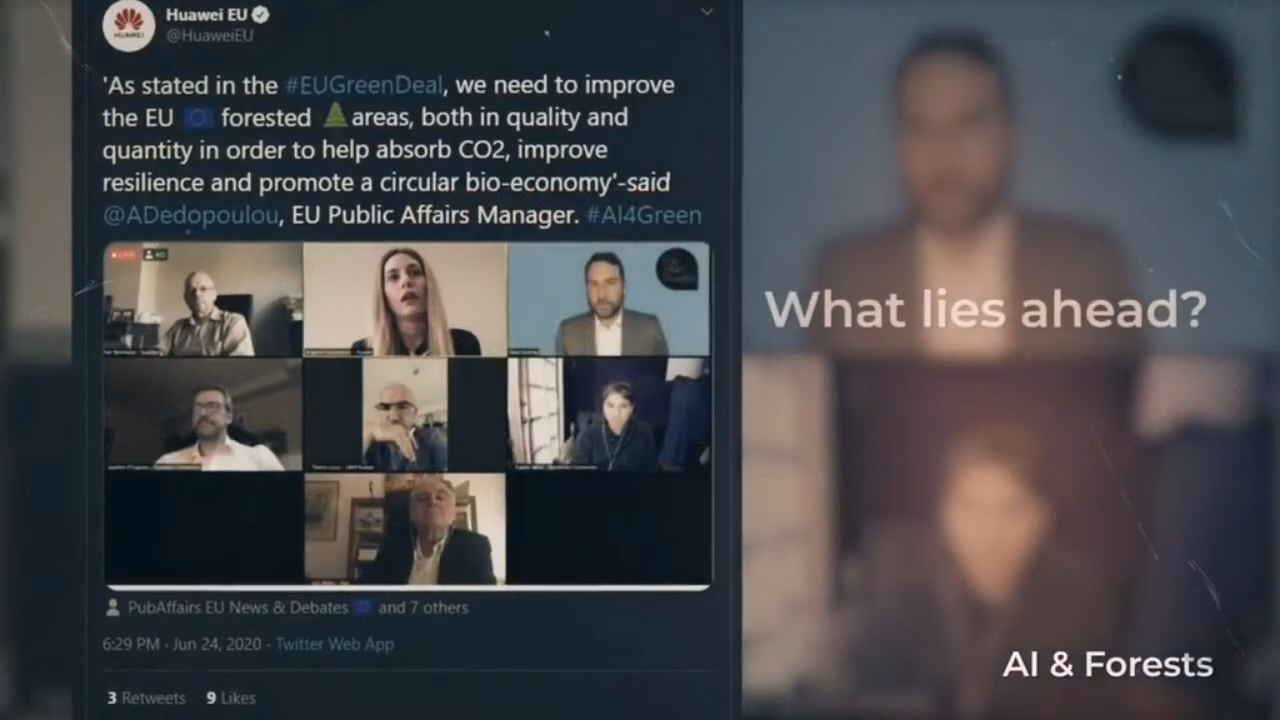 Huawei EU
@HuaweiEU
HUAWEI
'As stated in the #EUGreenDeal, we need to improve
the EU forested areas, both in quality and
quantity in order to help absorb CO2, improve
resilience and promote a circular bio-economy'-said
@ADedopoulou, EU Public Affairs Manager. #AI4Green
LIVE
What lies ahead?
PubAffairs EU News & Debates and 7 others
6:29 PM · Jun 24, 2020 · Twitter Web App
3 Retweets 9 Likes
AI & Forests